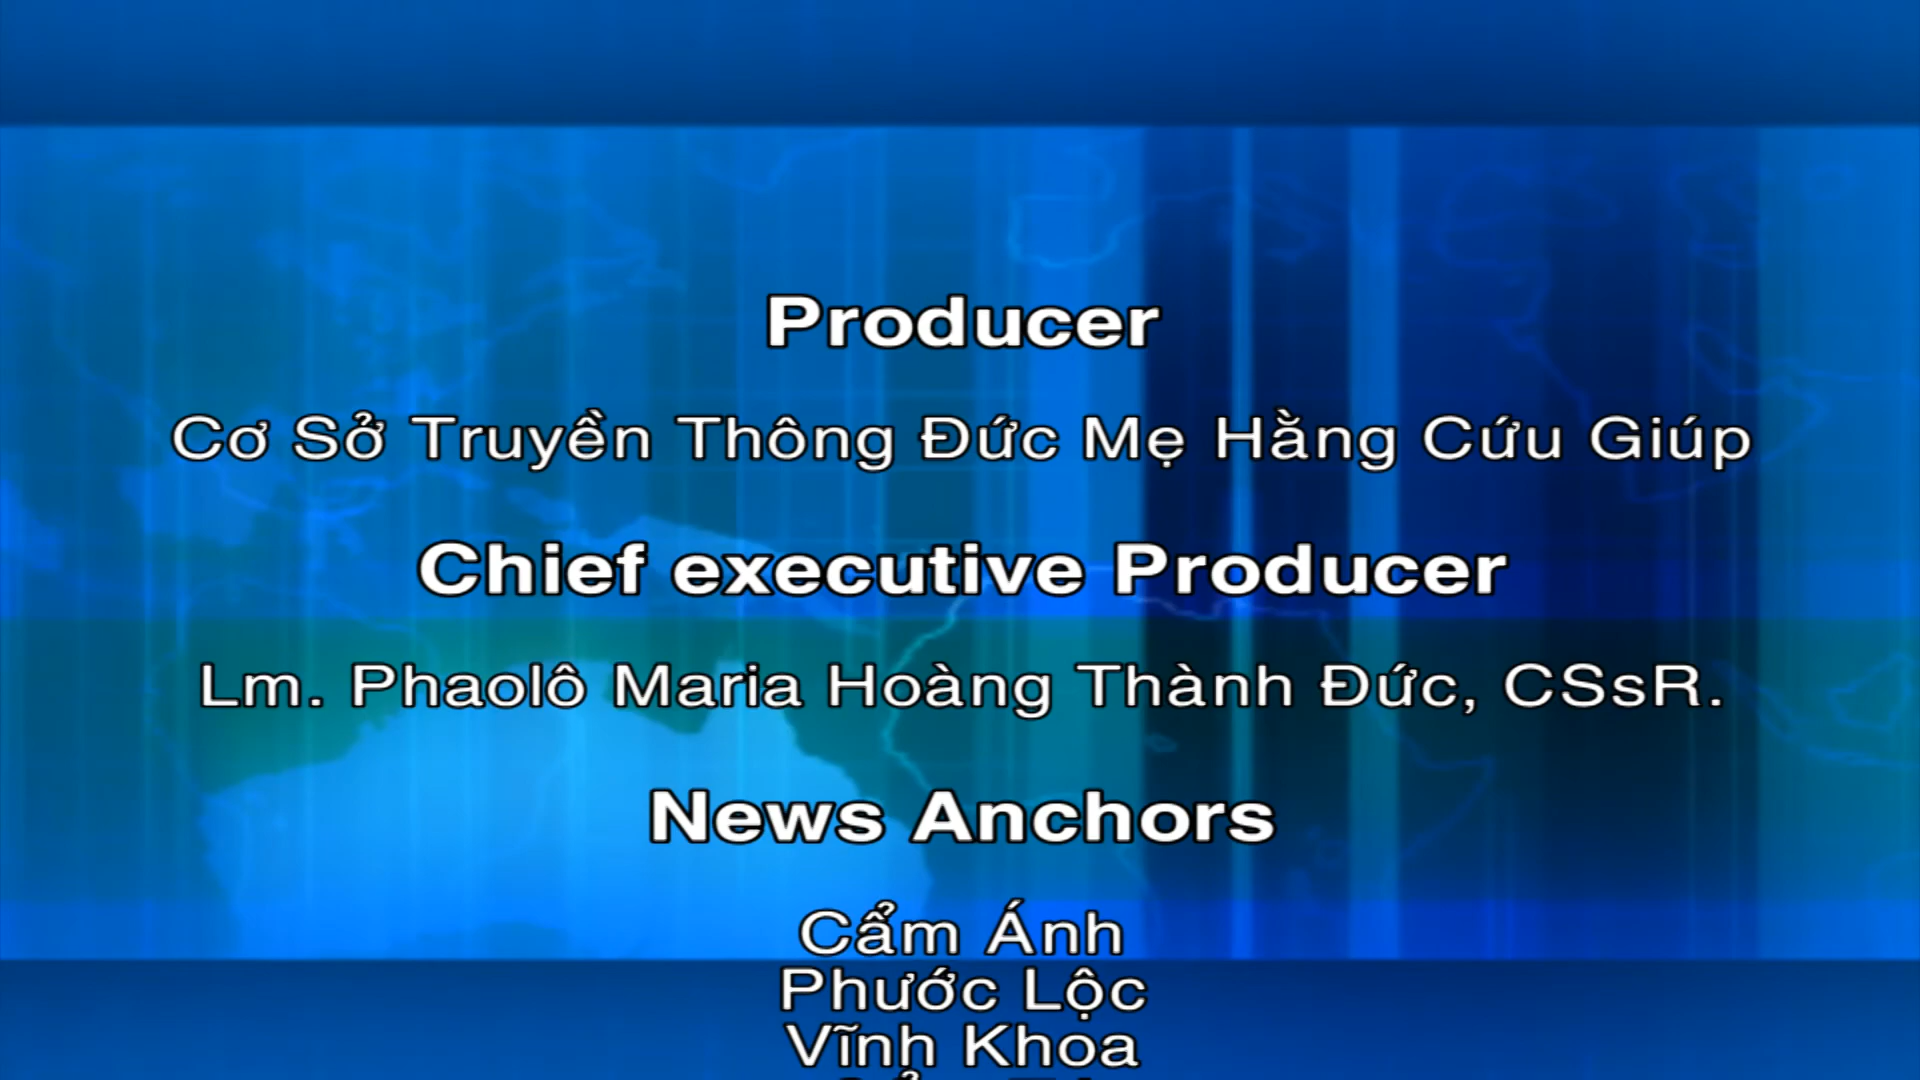 Producer
Cơ Sở Truyền Thông Đức Mẹ Hằng Cứu Giúp
Chief executive Producer
Lm. Phaolô Maria Hoàng Thành Đức, CSsR.
News Anchors
Cẩm Ánh
Phước Lộc
Vĩnh Khoa